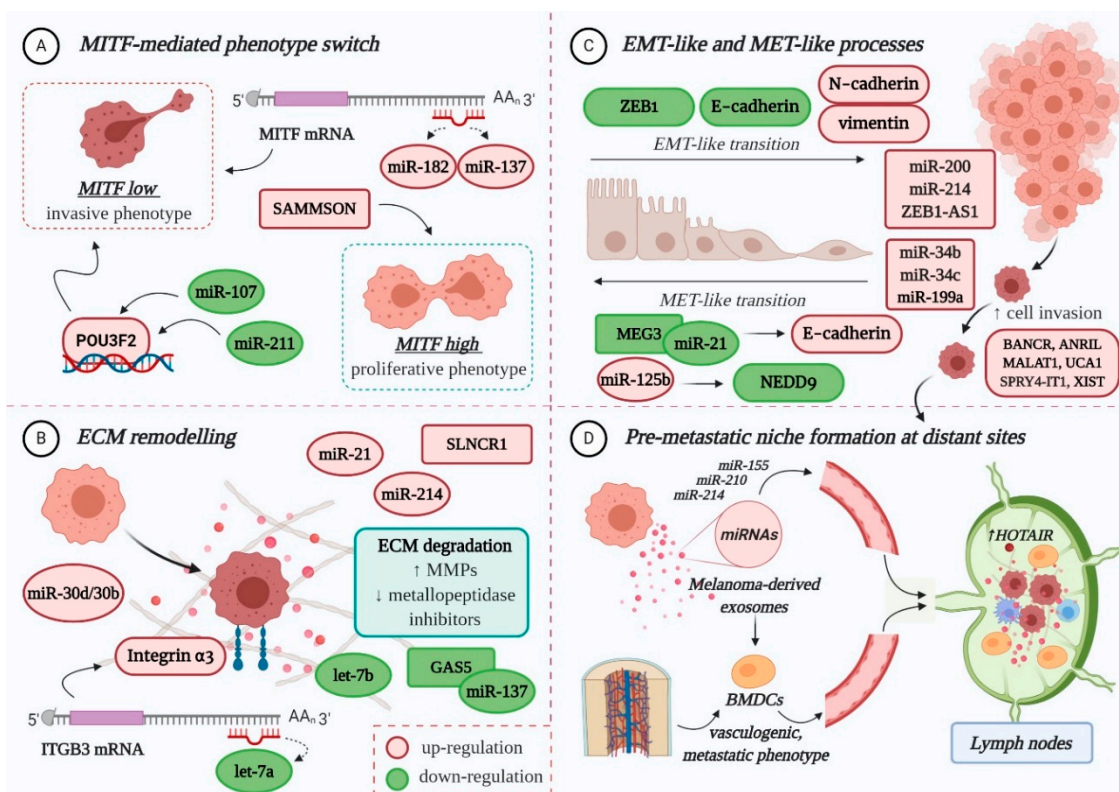 A
MITF-mediated phenotype switch
5'
AAn 3'
MITF mRNA
miR-182
miR-137
MITF low
invasive phenotype
SAMMSON
miR-107
miR-211
POU3F2
MITF high
proliferative phenotype
B
ECM remodelling
miR-21
SLNCR1
miR-214
ECM degradation
↑ MMPs
↓ metallopeptidase
inhibitors
miR-30d/30b
Integrin α3
let-7b
GAS5
miR-137
5'
AAn 3'
ITGB3 mRNA
let-7a
up-regulation
down-regulation
C
EMT-like and MET-like processes
ZEB1
E-cadherin
N-cadherin
vimentin
EMT-like transition
miR-200
miR-214
ZEB1-AS1
miR-34b
miR-34c
miR-199a
MET-like transition
↑ cell invasion
MEG3
miR-21
E-cadherin
miR-125b
NEDD9
BANCR, ANRIL
MALAT1, UCA1
SPRY4-IT1, XIST
D
Pre-metastatic niche formation at distant sites
miR-155
miR-210
miR-214
miRNAs
Melanoma-derived
exosomes
BMDCs
vasculogenic,
metastatic phenotype
↑HOTAIR
Lymph nodes